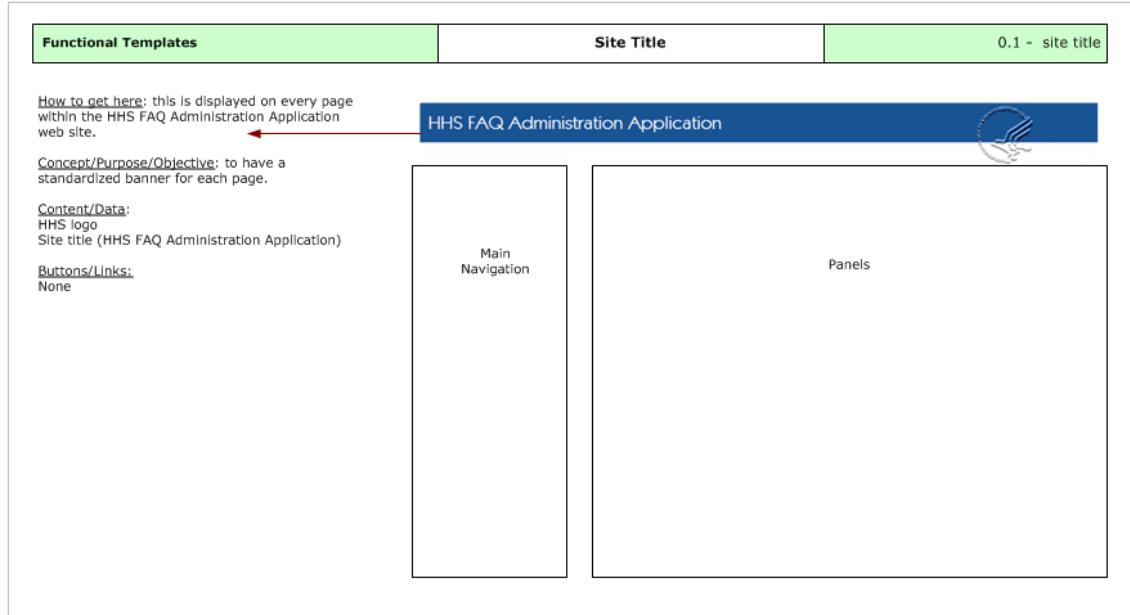 Functional Templates
Site Title
0.1 - site title
How to get here: this is displayed on every page
within the HHS FAQ Administration Application
web site.
Concept/Purpose/Objective: to have a
standardized banner for each page.
Content/Data:
HHS logo
Site title (HHS FAQ Administration Application)
Buttons/Links:
None
HHS FAQ Administration Application
Main
Navigation
Panels